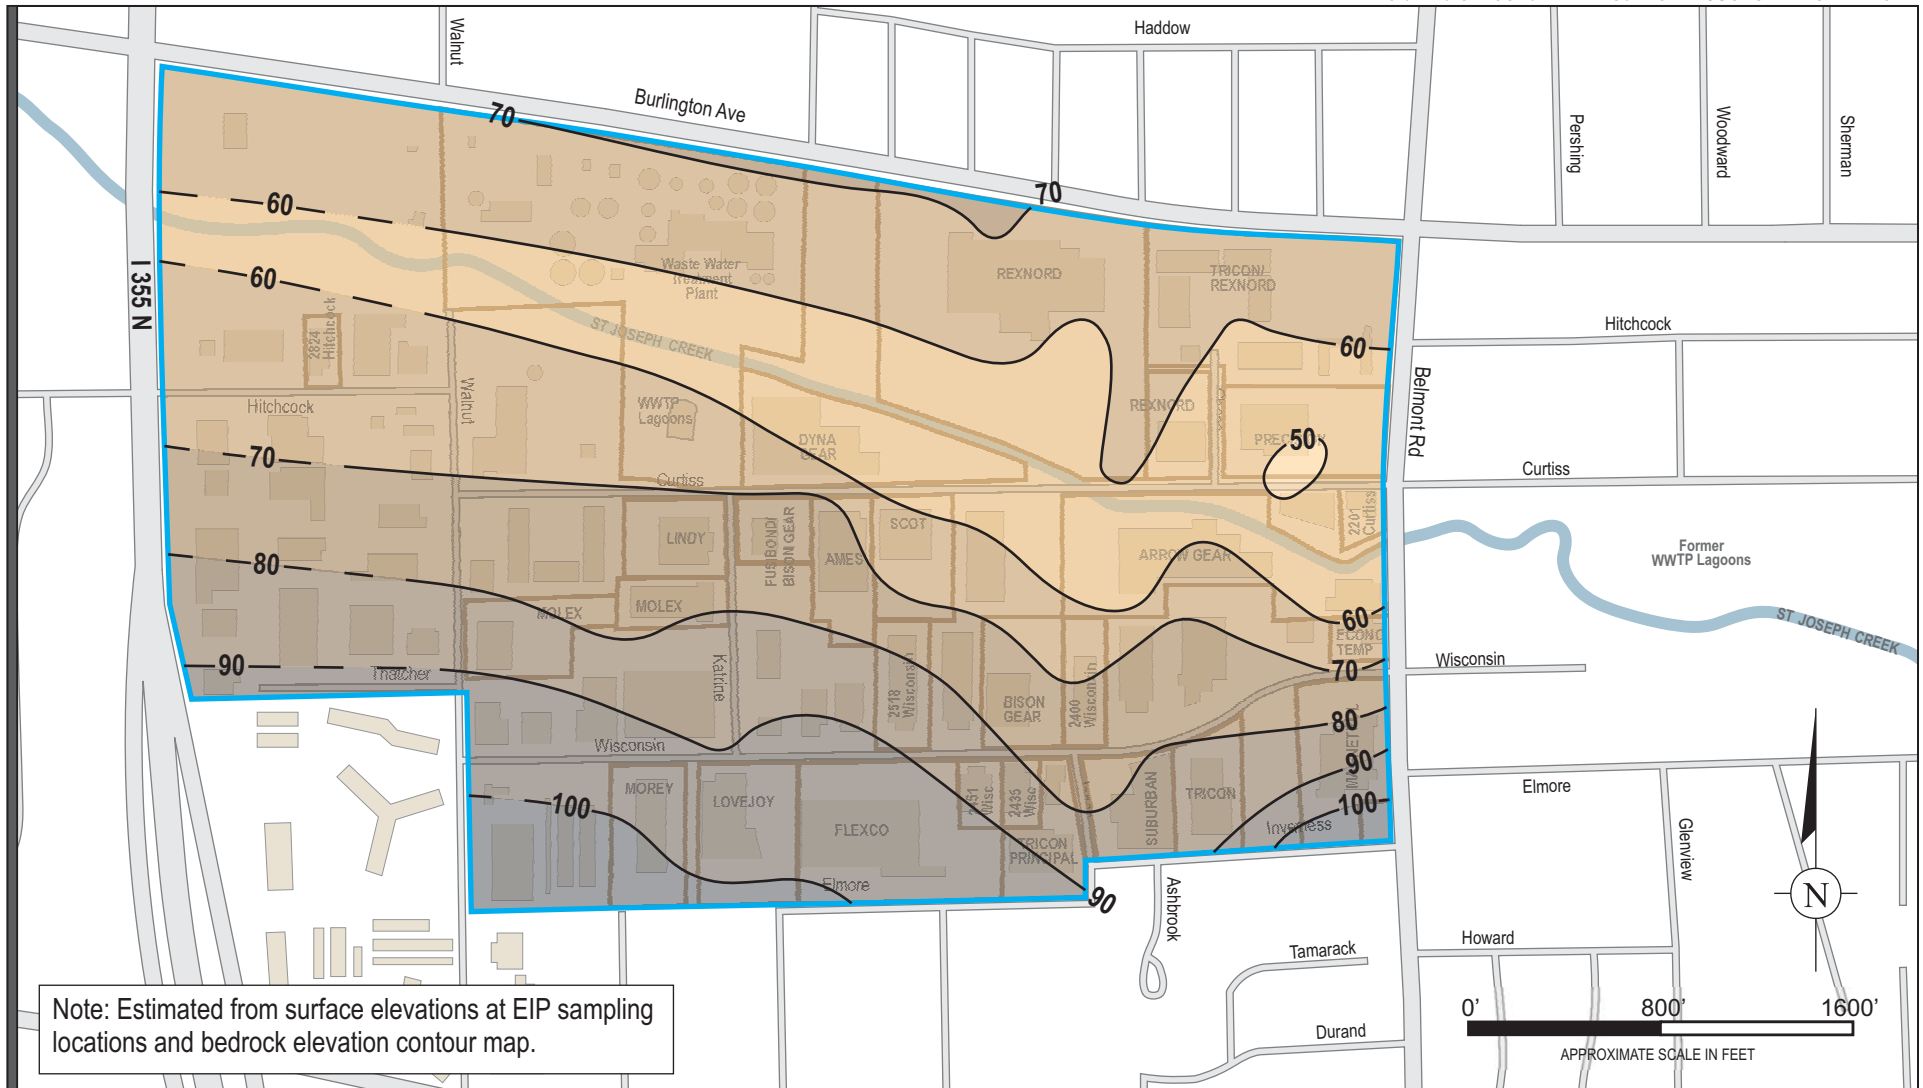 Haddow
Walnut
Burlington Ave
Pershing
Woodward
Sherman
70
70
60
60
I 355 N
Waste Water
Treatment
Plant
REXNORD
TRICON/
REXNORD
2824
Hitchcock
ST JOSEPH CREEK
Hitchcock
60
Belmont Rd
Hitchcock
Walnut
WWTP
Lagoons
DYNA
GEAR
REXNORD
50
70
Curtiss
Curtiss
LINDY
FUSIBOND/
BISON GEAR
AMES
SCOT
ARROW GEAR
2201
Curtiss
Former
WWTP Lagoons
80
MOLEX
MOLEX
60
ECONO
TEMP
ST JOSEPH CREEK
90
Thatcher
Katrine
2518
Wisconsin
BISON
GEAR
2400
Wisconsin
70
Wisconsin
80
Wisconsin
90
100
MOREY
LOVEJOY
FLEXCO
2451
Wisc.
2435
Wisc
SUBURBAN
TRICON
100
Inverness
Elmore
TRICON
PRINCIPAL
Elmore
90
Ashbrook
Glenview
N
Howard
Tamarack
Durand
Note: Estimated from surface elevations at EIP sampling
locations and bedrock elevation contour map.
0' 800' 1600'
APPROXIMATE SCALE IN FEET